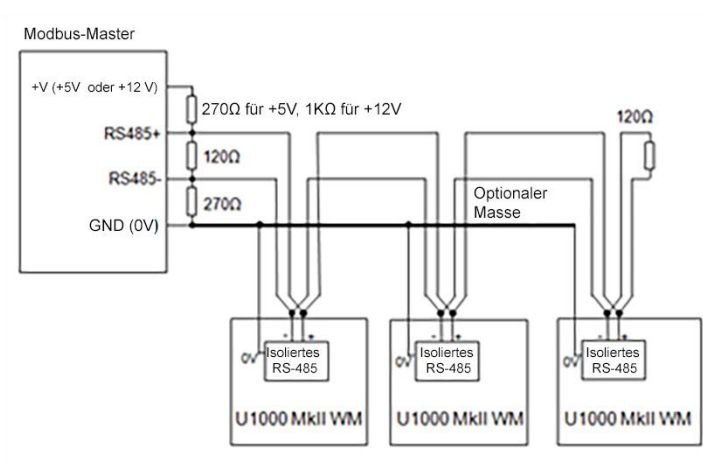 Modbus-Master
+V (+5V oder +12 V)
270Ω für +5V, 1KΩ für +12V
120Ω
RS485+
120Ω
RS485-
270Ω
Optionaler
Masse
GND (0V)
- +
- +
- +
0V
Isoliertes
RS-485
0V
Isoliertes
RS-485
0V
Isoliertes
RS-485
U1000 MkII WM
U1000 MkII WM
U1000 MkII WM